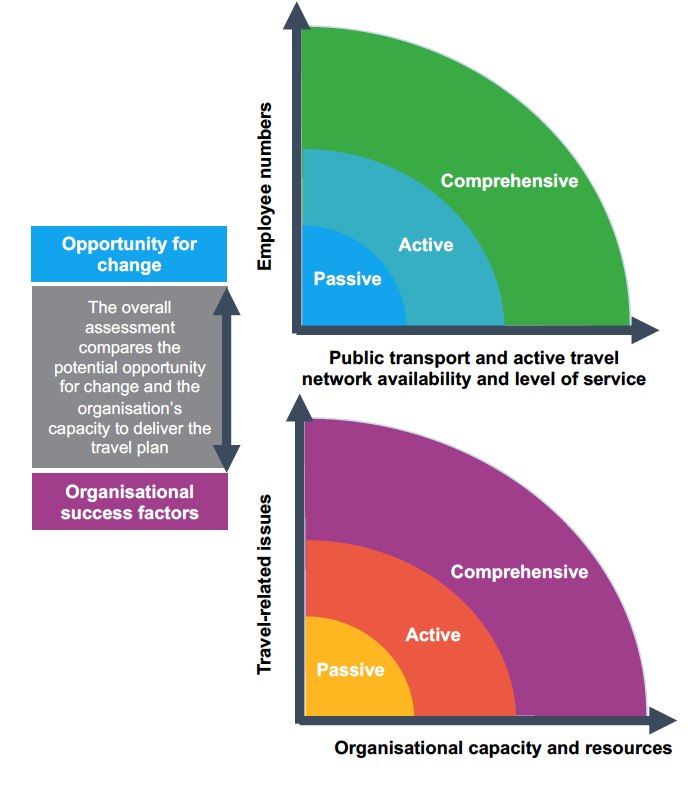 Employee numbers
Comprehensive
Active
Passive
Public transport and active travel
network availability and level of service
Opportunity for
change
The overall
assessment
compares the
potential opportunity
for change and the
organisation's
capacity to deliver the
travel plan
Organisational
success factors
Travel-related issues
Comprehensive
Active
Passive
Organisational capacity and resources